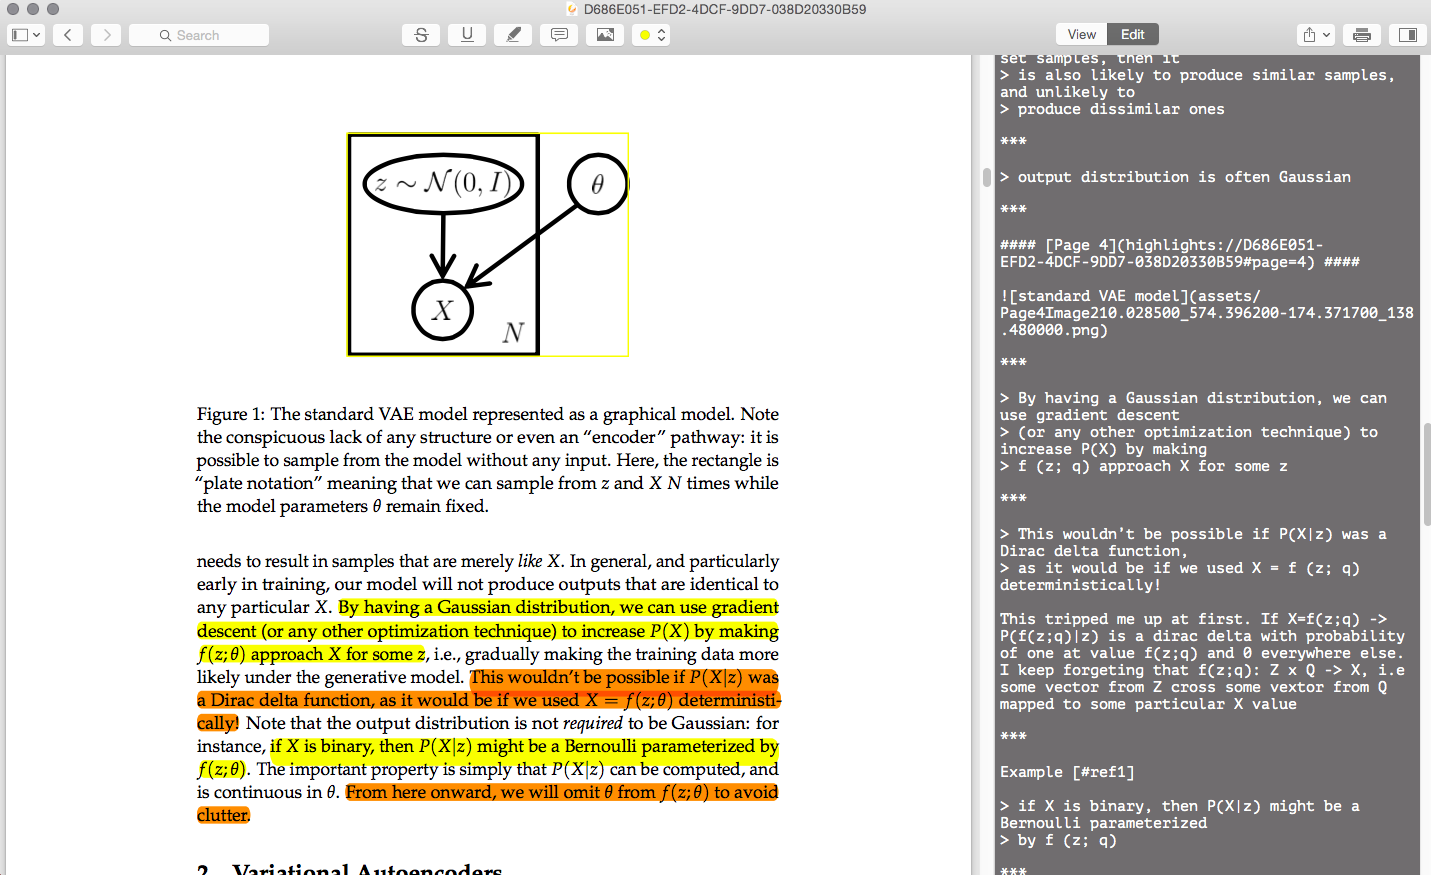 D686E051-EFD2-4DCF-9DD7-038D20330B59
Search
S
U
View
Edit
z ∼ N(0, I)
θ
X
N
Figure 1: The standard VAE model represented as a graphical model. Note
the conspicuous lack of any structure or even an “encoder” pathway: it is
possible to sample from the model without any input. Here, the rectangle is
“plate notation” meaning that we can sample from z and X N times while
the model parameters θ remain fixed.
needs to result in samples that are merely like X. In general, and particularly
early in training, our model will not produce outputs that are identical to
any particular X. By having a Gaussian distribution, we can use gradient
descent (or any other optimization technique) to increase P(X) by making
f(z;θ) approach X for some z, i.e., gradually making the training data more
likely under the generative model. This wouldn’t be possible if P(X|z) was
a Dirac delta function, as it would be if we used X = f(z;θ) deterministi-
cally! Note that the output distribution is not required to be Gaussian: for
instance, if X is binary, then P(X|z) might be a Bernoulli parameterized by
f(z;θ). The important property is simply that P(X|z) can be computed, and
is continuous in θ. From here onward, we will omit θ from f(z;θ) to avoid
clutter.
2 Variational Autoencoders
set samples, then it
> is also likely to produce similar samples,
and unlikely to
> produce dissimilar ones
***
> output distribution is often Gaussian
***
#### [Page 4](highlights://D686E051-
EFD2-4DCF-9DD7-038D20330B59#page=4) ####
![standard VAE model](assets/
Page4Image210.028500_574.396200-174.371700_138
.480000.png)
***
> By having a Gaussian distribution, we can
use gradient descent
> (or any other optimization technique) to
increase P(X) by making
> f (z; q) approach X for some z
***
> This wouldn’t be possible if P(X|z) was a
Dirac delta function,
> as it would be if we used X = f (z; q)
deterministically!
This tripped me up at first. If X=f(z;q) ->
P(f(z;q)|z) is a dirac delta with probability
of one at value f(z;q) and 0 everywhere else.
I keep forgeting that f(z;q): Z x Q -> X, i.e
some vector from Z cross some vextor from Q
mapped to some particular X value
***
Example [#ref1]
> if X is binary, then P(X|z) might be a
Bernoulli parameterized
> by f (z; q)
***